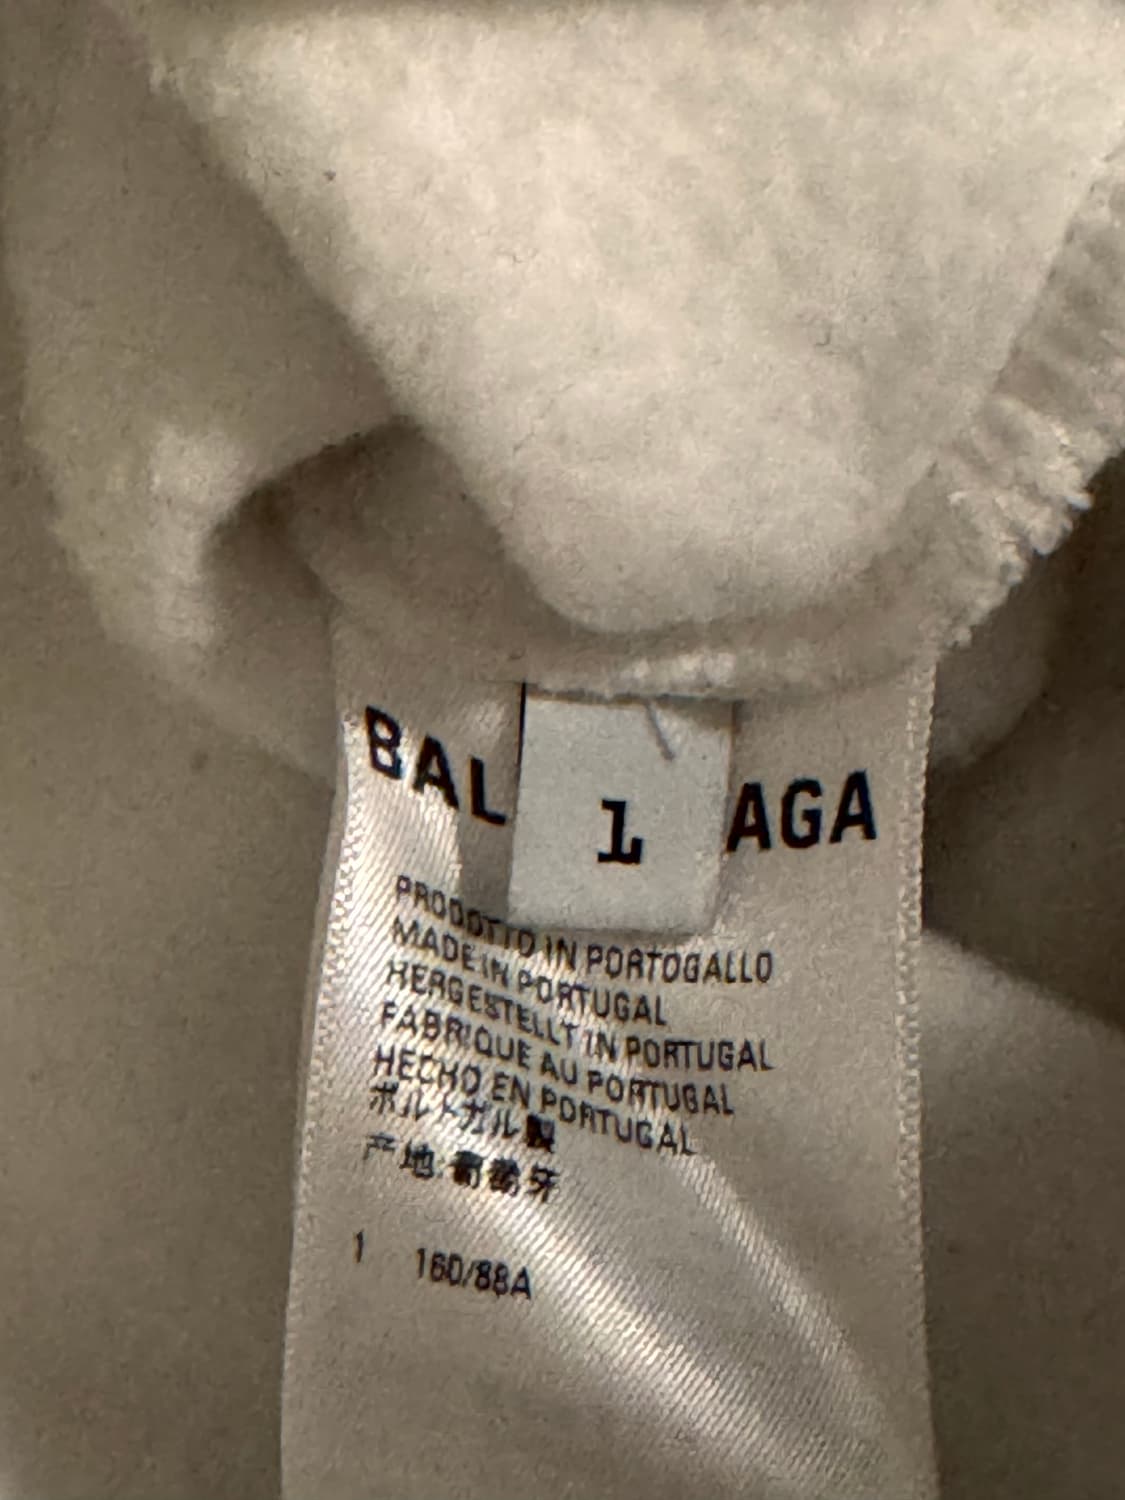 BAL AGA
1
PRODOTTO IN PORTOGALLO
MADE IN PORTUGAL
HERGESTELLT IN PORTUGAL
FABRIQUE AU PORTUGAL
HECHO EN PORTUGAL
ポルトガル製
产地:葡萄牙
1 160/88A